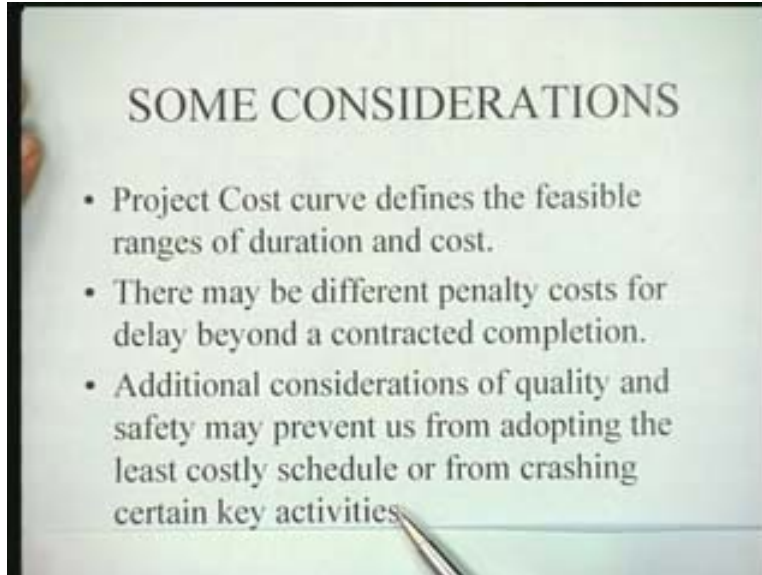 SOME CONSIDERATIONS
• Project Cost curve defines the feasible
ranges of duration and cost.
• There may be different penalty costs for
delay beyond a contracted completion.
• Additional considerations of quality and
safety may prevent us from adopting the
least costly schedule or from crashing
certain key activities